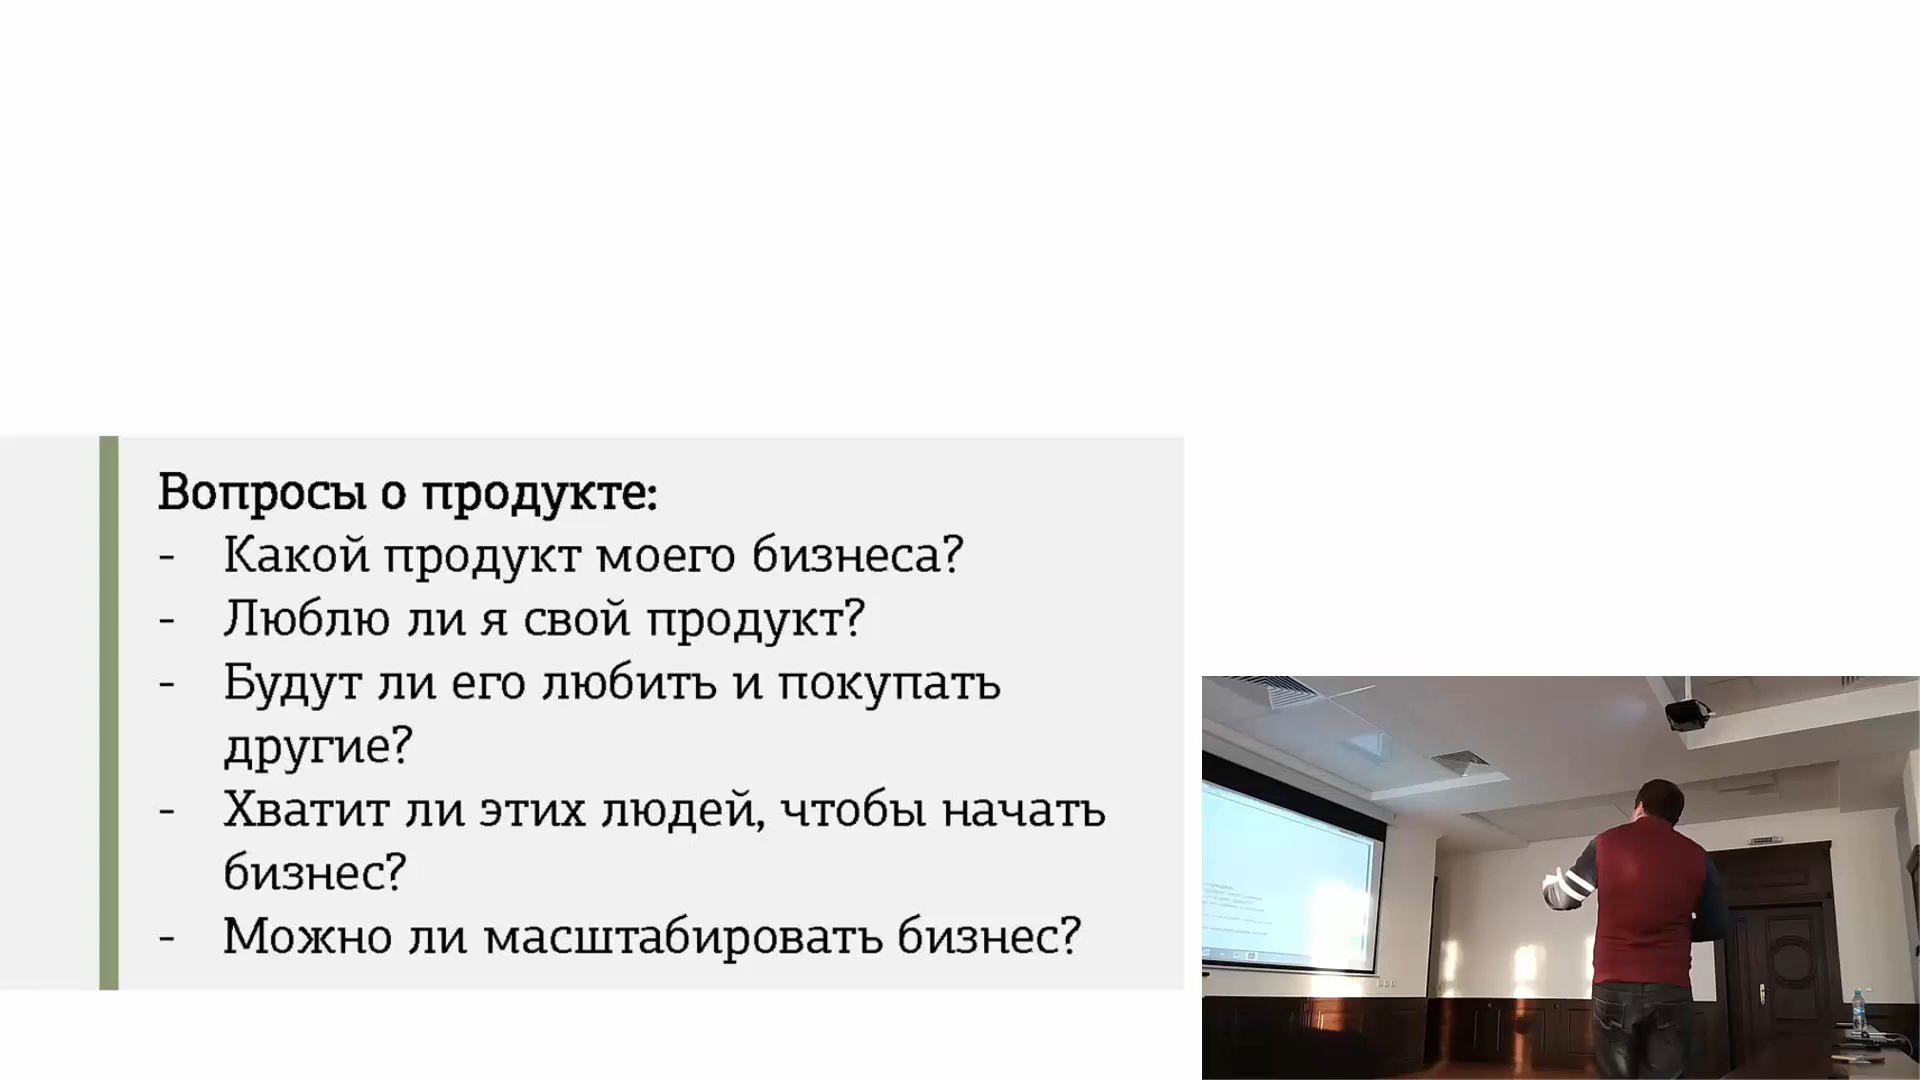 Вопросы о продукте:
- Какой продукт моего бизнеса?
- Люблю ли я свой продукт?
- Будут ли его любить и покупать
другие?
- Хватит ли этих людей, чтобы начать
бизнес?
- Можно ли масштабировать бизнес?